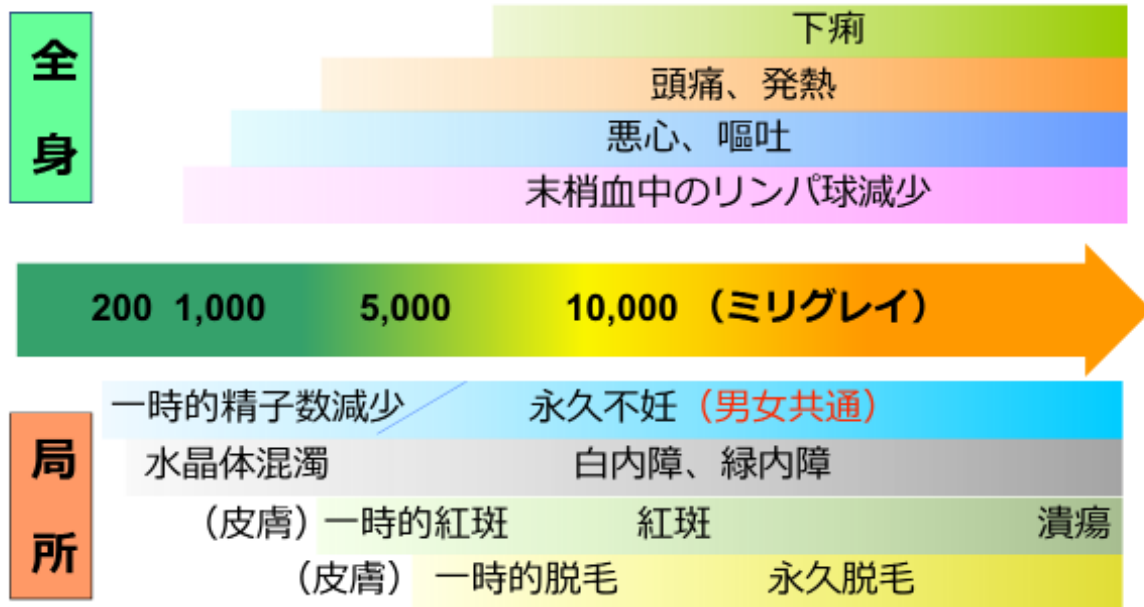 全身
下痢
頭痛、発熱
悪心、嘔吐
末梢血中のリンパ球減少
200 1,000 5,000 10,000 （ミリグレイ）
局所
一時的精子数減少 永久不妊（男女共通）
水晶体混濁 白内障、緑内障
（皮膚）一時的紅斑 紅斑 潰瘍
（皮膚）一時的脱毛 永久脱毛